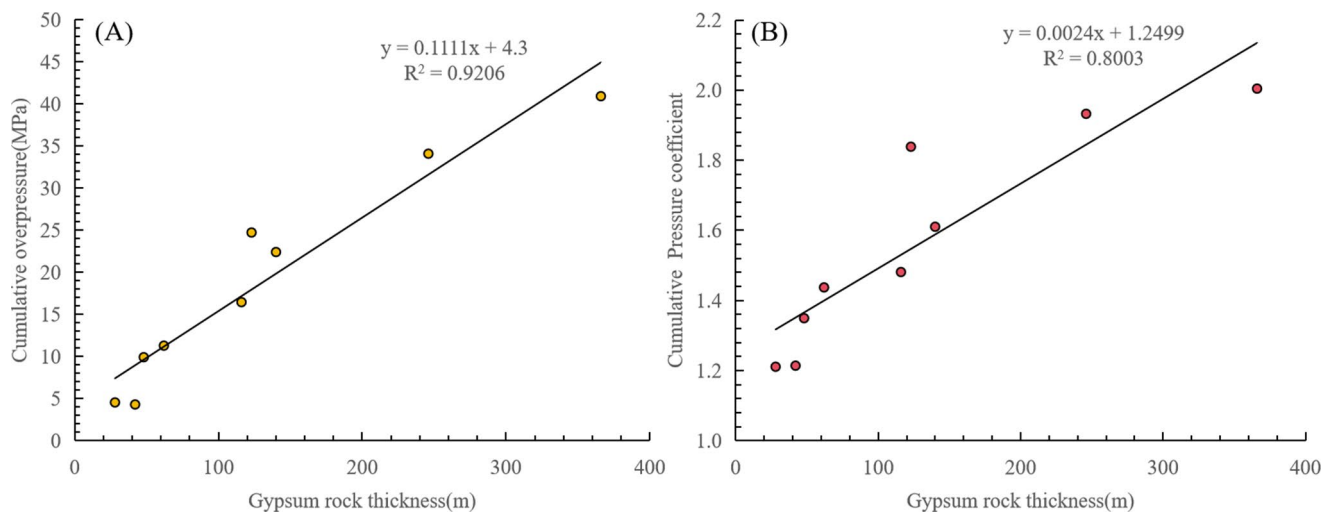 (A)
y = 0.1111x + 4.3
R² = 0.9206
Cumulative overpressure(MPa)
50
45
40
35
30
25
20
15
10
5
0
0 100 200 300 400
Gypsum rock thickness(m)
(B)
y = 0.0024x + 1.2499
R² = 0.8003
Cumulative Pressure coefficient
2.2
2.0
1.8
1.6
1.4
1.2
1.0
0 100 200 300 400
Gypsum rock thickness(m)